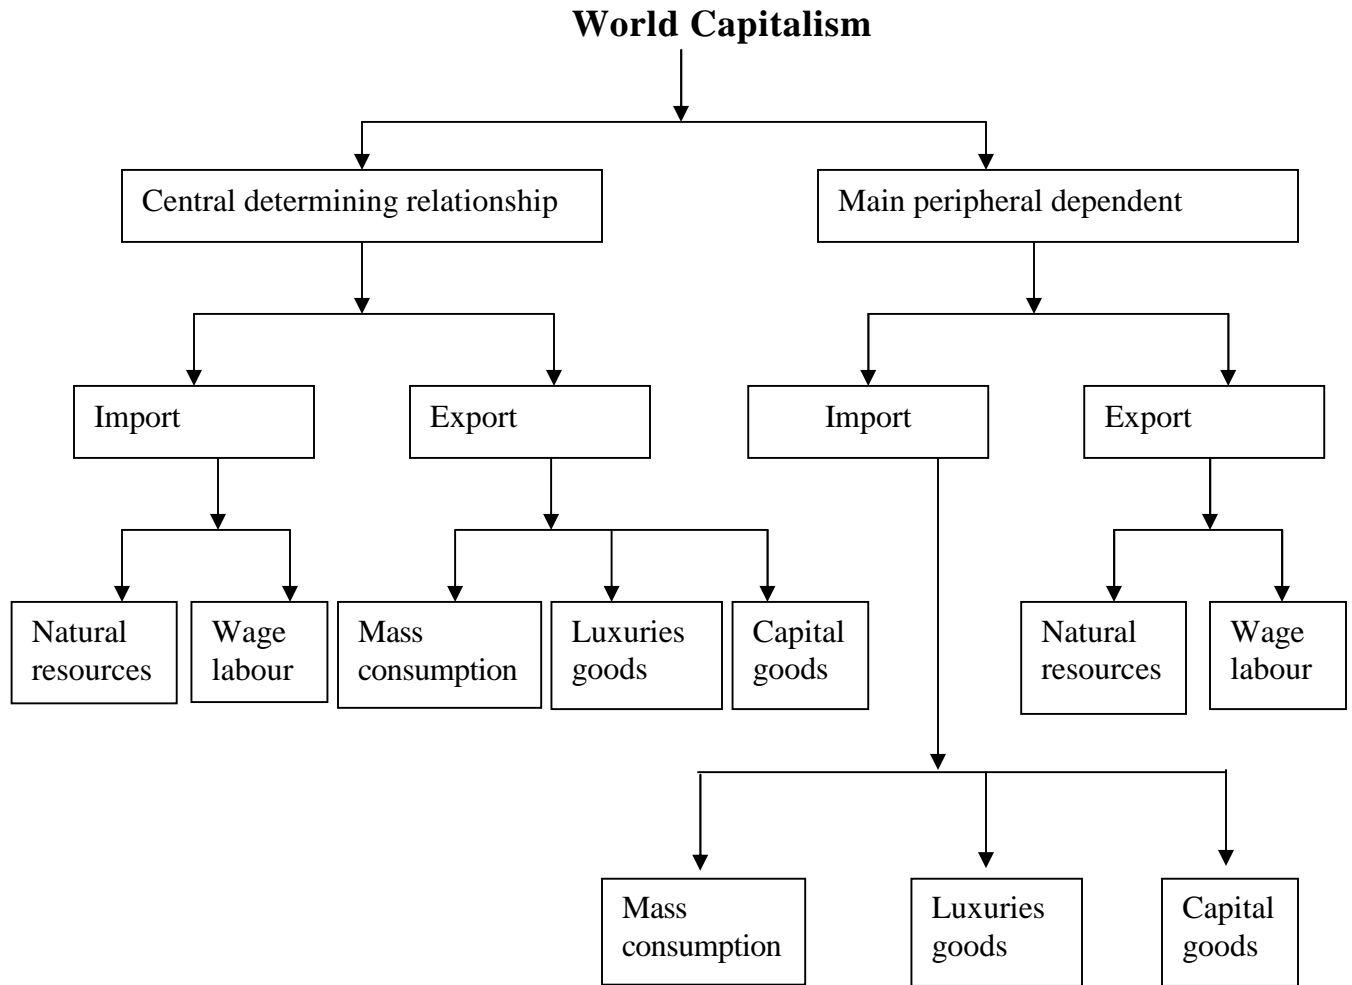 World Capitalism
Central determining relationship
Main peripheral dependent
Import
Export
Import
Export
Natural
resources
Wage
labour
Mass
consumption
Luxuries
goods
Capital
goods
Natural
resources
Wage
labour
Mass
consumption
Luxuries
goods
Capital
goods